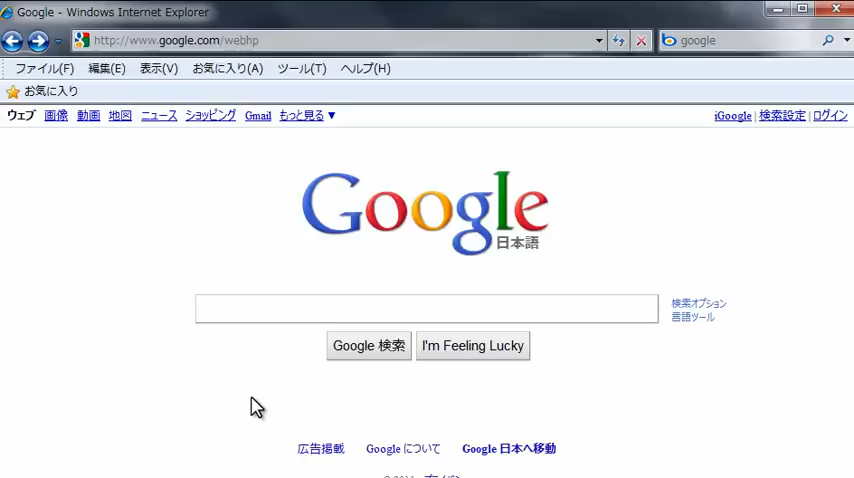 Google - Windows Internet Explorer
http://www.google.com/webhp
google
ファイル(F) 編集(E) 表示(V) お気に入り(A) ツール(T) ヘルプ(H)
お気に入り
ウェブ 画像 動画 地図 ニュース ショッピング Gmail もっと見る ▼ iGoogle | 検索設定 | ログイン
Google
日本語
検索オプション
言語ツール
Google 検索 I'm Feeling Lucky
広告掲載 Google について Google 日本へ移動